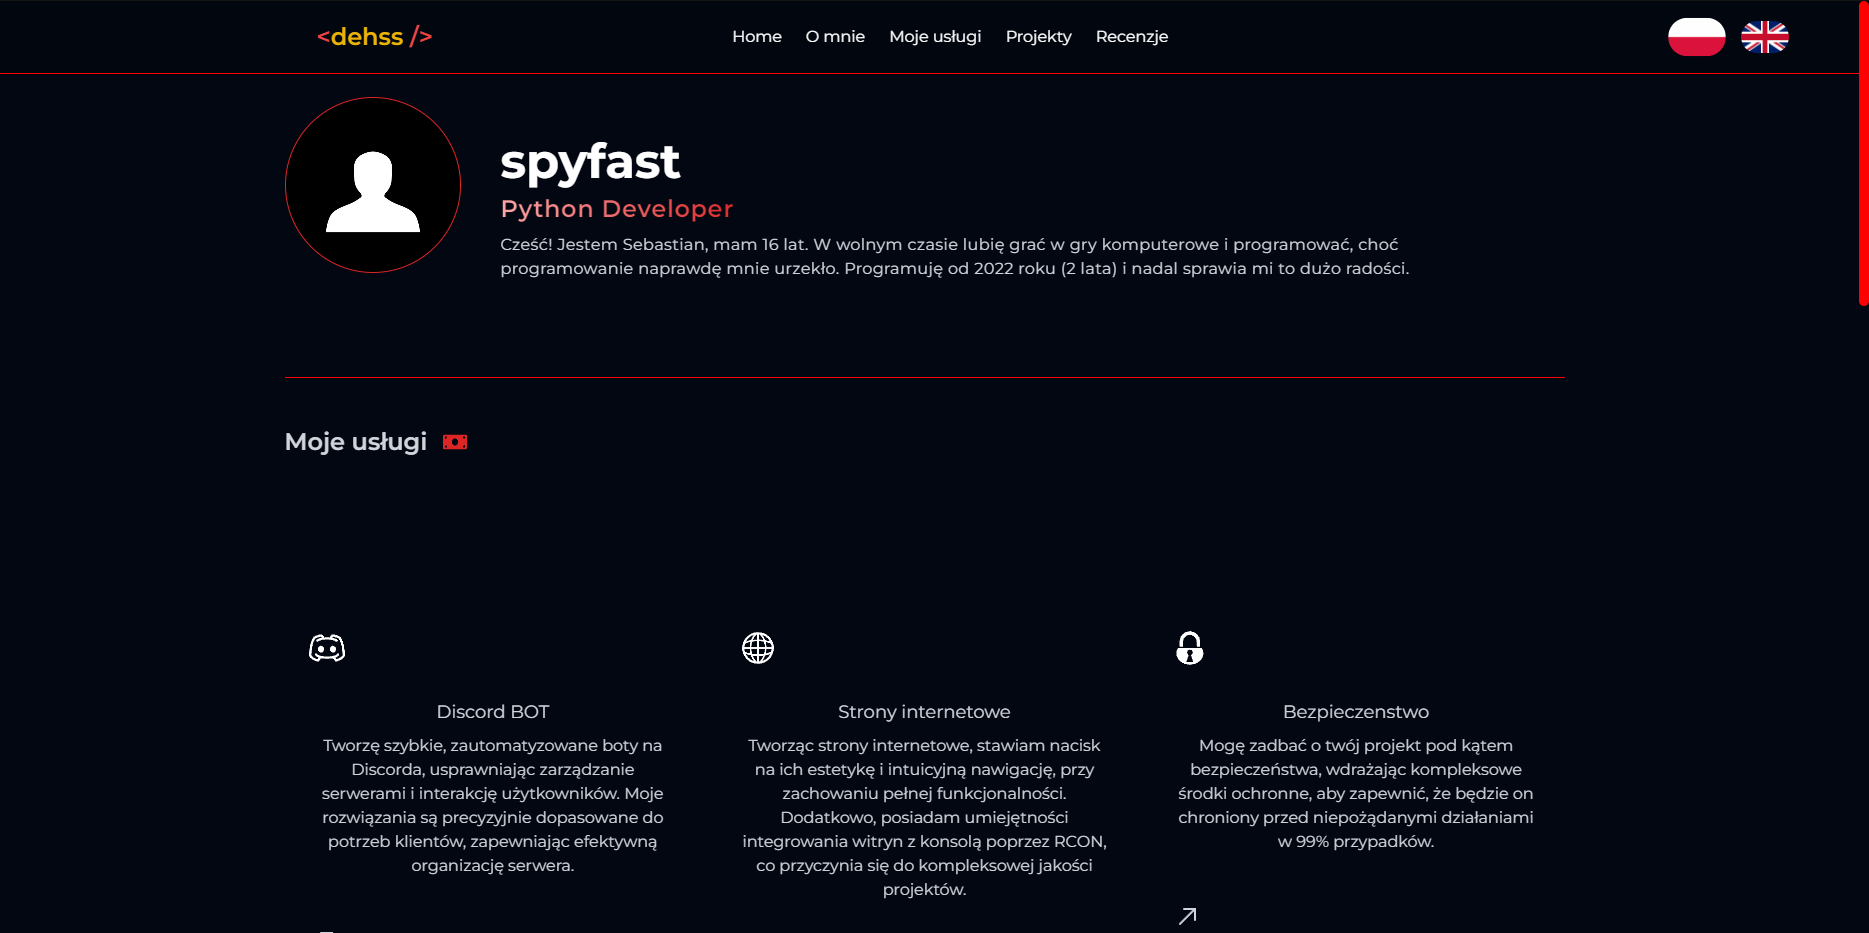 <dehss />
Home O mnie Moje usługi Projekty Recenzje
spyfast
Python Developer
Cześć! Jestem Sebastian, mam 16 lat. W wolnym czasie lubię grać w gry komputerowe i programować, choć
programowanie naprawdę mnie urzekło. Programuję od 2022 roku (2 lata) i nadal sprawia mi to dużo radości.
Moje usługi
Discord BOT
Tworzę szybkie, zautomatyzowane boty na
Discorda, usprawniając zarządzanie
serwerami i interakcję użytkowników. Moje
rozwiązania są precyzyjnie dopasowane do
potrzeb klientów, zapewniając efektywną
organizację serwera.
Strony internetowe
Tworząc strony internetowe, stawiam nacisk
na ich estetykę i intuicyjną nawigację, przy
zachowaniu pełnej funkcjonalności.
Dodatkowo, posiadam umiejętności
integrowania witryn z konsolą poprzez RCON,
co przyczynia się do kompleksowej jakości
projektów.
Bezpieczenstwo
Mogę zadbać o twój projekt pod kątem
bezpieczeństwa, wdrażając kompleksowe
środki ochronne, aby zapewnić, że będzie on
chroniony przed niepożądanymi działaniami
w 99% przypadków.